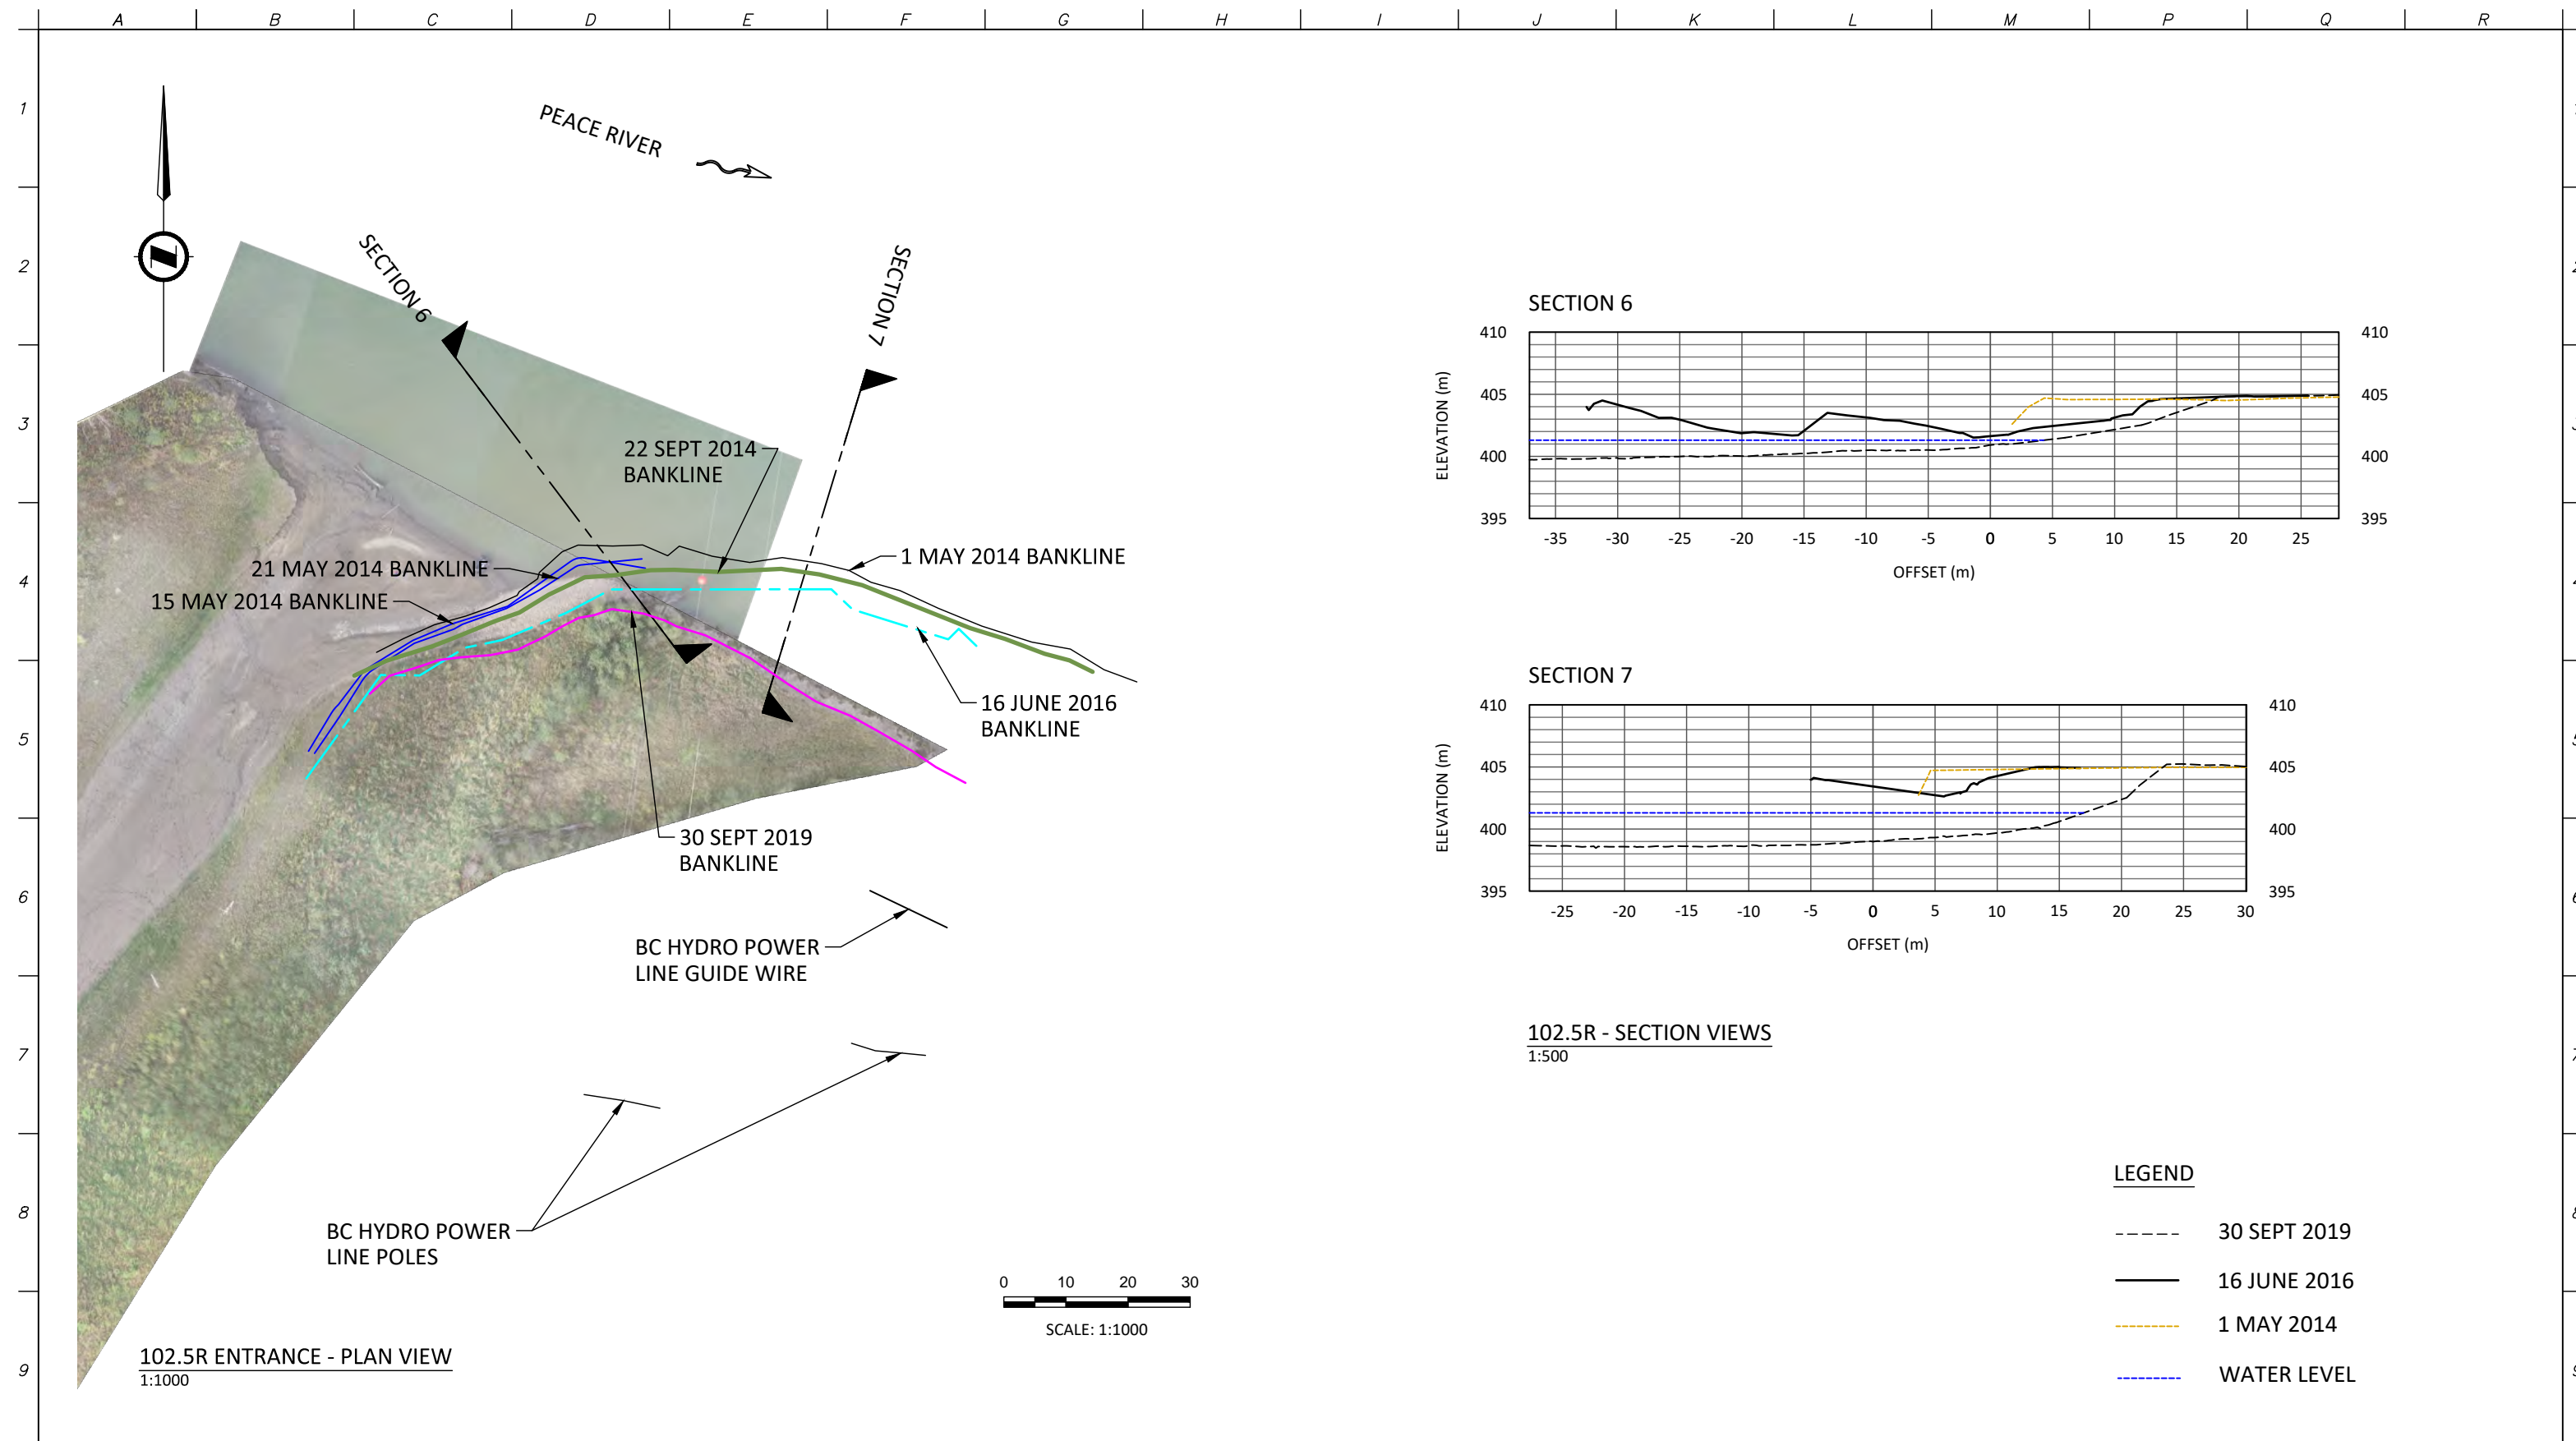 A B C D E F G H I J K L M P Q R
1
2
3
4
5
6
7
8
9
PEACE RIVER
SECTION 6
SECTION 7
22 SEPT 2014
BANKLINE
1 MAY 2014 BANKLINE
21 MAY 2014 BANKLINE
15 MAY 2014 BANKLINE
16 JUNE 2016
BANKLINE
30 SEPT 2019
BANKLINE
BC HYDRO POWER
LINE GUIDE WIRE
BC HYDRO POWER
LINE POLES
0 10 20 30
SCALE: 1:1000
102.5R ENTRANCE - PLAN VIEW
1:1000
SECTION 6
410 410
405 405
400 400
395 395
ELEVATION (m)
-35 -30 -25 -20 -15 -10 -5 0 5 10 15 20 25
OFFSET (m)
SECTION 7
410 410
405 405
400 400
395 395
ELEVATION (m)
-25 -20 -15 -10 -5 0 5 10 15 20 25 30
OFFSET (m)
102.5R - SECTION VIEWS
1:500
LEGEND
30 SEPT 2019
16 JUNE 2016
1 MAY 2014
WATER LEVEL